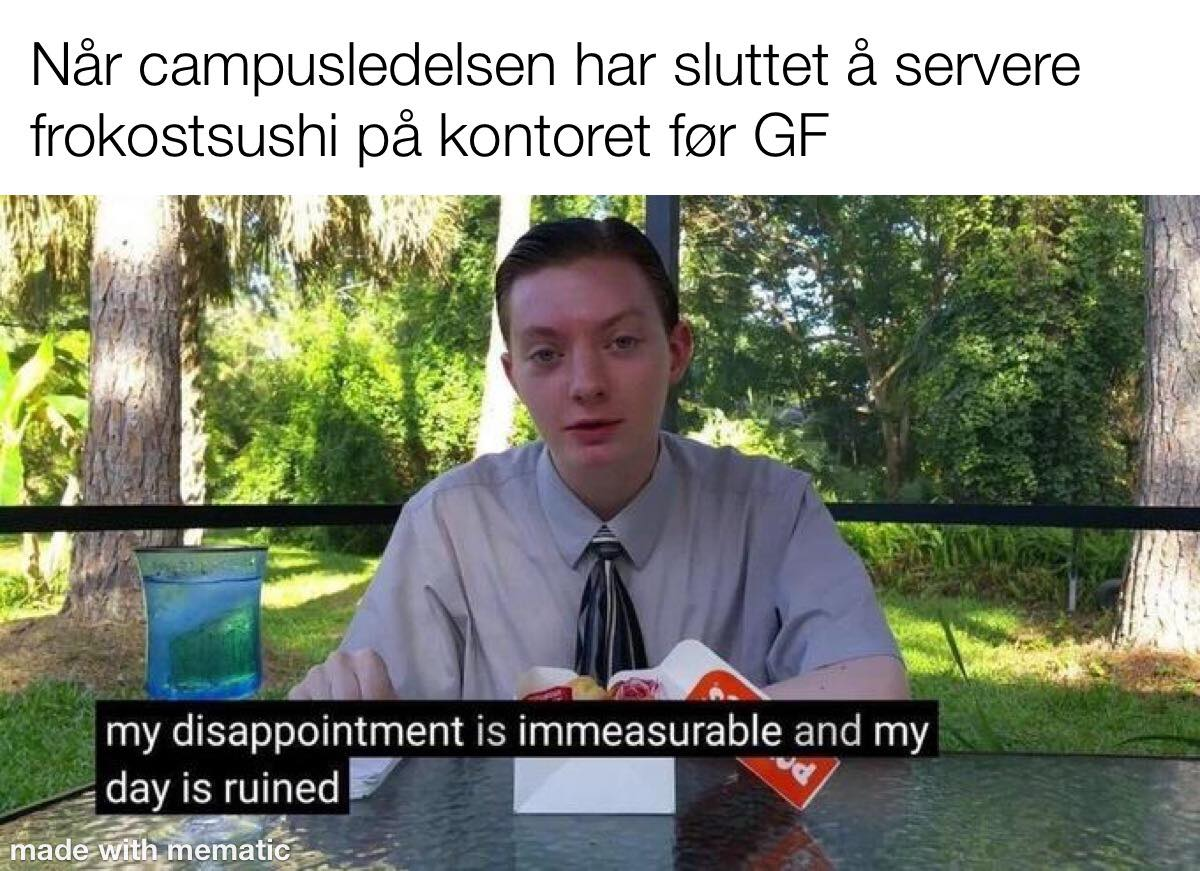 Når campusledelsen har sluttet å servere
frokostsushi på kontoret før GF
my disappointment is immeasurable and my
day is ruined
made with mematic